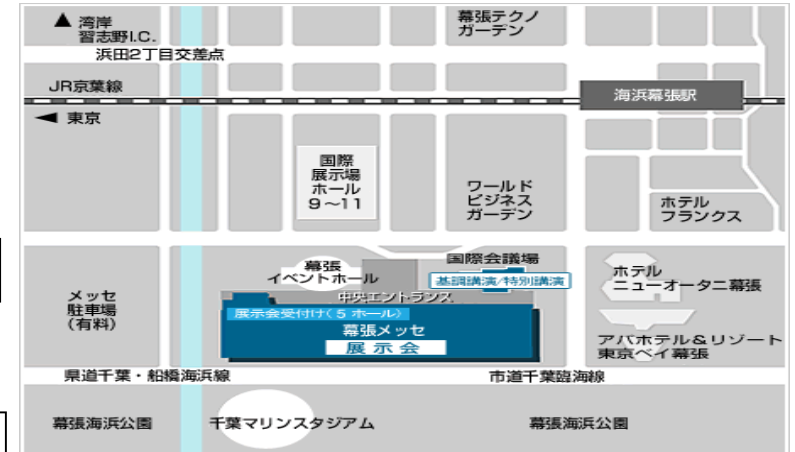 ▲ 湾岸
習志野I.C.
浜田2丁目交差点
幕張テクノ
ガーデン
JR京葉線
海浜幕張駅
◀ 東京
国際
展示場
ホール
9～11
ワールド
ビジネス
ガーデン
ホテル
フランクス
幕張
イベントホール
国際会議場
基調講演/特別講演
中央エントランス
ホテル
ニューオータニ幕張
メッセ
駐車場
(有料)
展示会受付け(5ホール)
幕張メッセ
展示会
アパホテル&リゾート
東京ベイ幕張
県道千葉・船橋海浜線
市道千葉臨海線
幕張海浜公園
千葉マリンスタジアム
幕張海浜公園